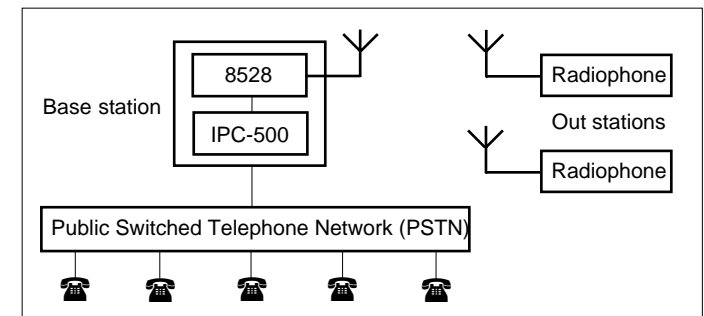 8528
Radiophone
Base station
Out stations
IPC-500
Radiophone
Public Switched Telephone Network (PSTN)